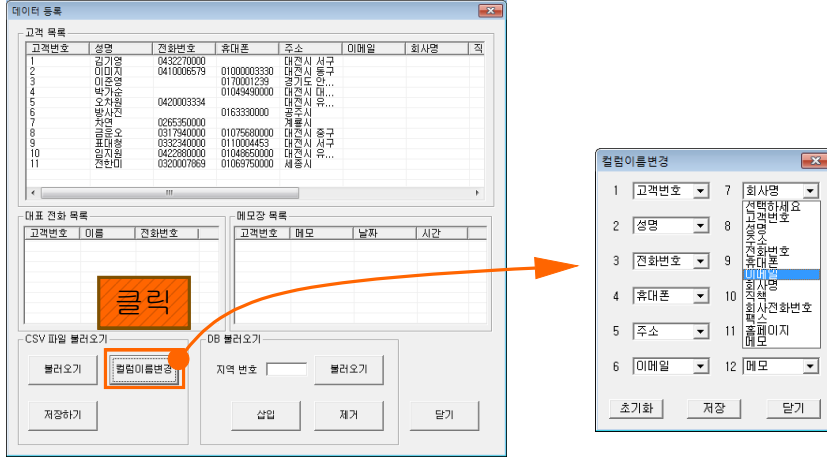 데이터 등록
고객 목록
고객번호 성명 전화번호 휴대폰 주소 이메일 회사명 직
1 김기영 0432270000 대전시 서구
2 이미지 0410006579 01000003330 대전시 동구
3 이준영 0170001239 경기도 안...
4 박가순 01049490000 대전시 대...
5 오차원 0420003334 대전시 유...
6 방사진 0163330000 공주시
7 차연 0265350000 계룡시
8 금운오 0317940000 01075680000 대전시 중구
9 표대청 0332340000 0110004453 대전시 서구
10 임지원 0422880000 01048650000 대전시 유...
11 전한미 0320007869 01069750000 세종시
대표 전화 목록
고객번호 이름 전화번호
메모장 목록
고객번호 메모 날짜 시간
클릭
CSV 파일 불러오기
불러오기 컬럼이름변경
저장하기
DB 불러오기
지역 번호 불러오기
삽입 제거 닫기
컬럼이름변경
1 고객번호 7 회사명
2 성명 8
3 전화번호 9
4 휴대폰 10
5 주소 11
6 이메일 12 메모
선택하세요
고객번호
성명
주소
전화번호
휴대폰
이메일
회사명
직책
회사전화번호
팩스
홈페이지
메모
초기화 저장 닫기